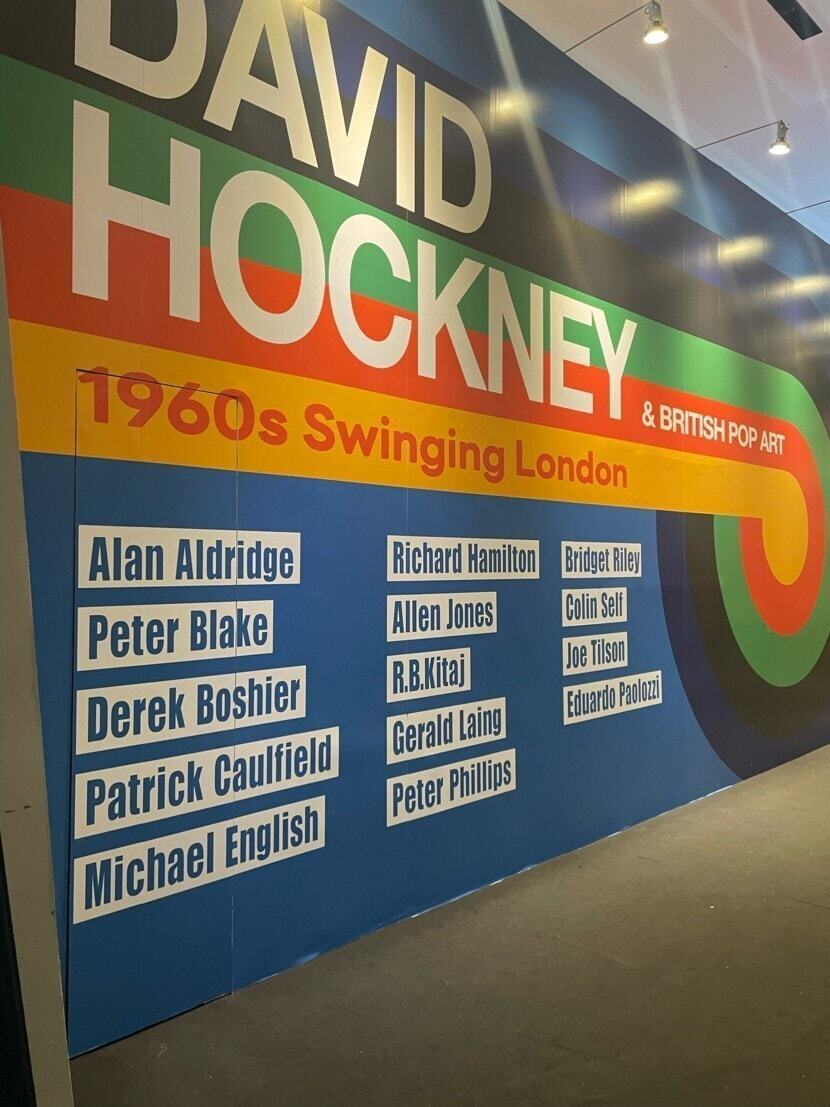 DAVID
HOCKNEY
& BRITISH POP ART
1960s Swinging London
Alan Aldridge
Peter Blake
Derek Boshier
Patrick Caulfield
Michael English
Richard Hamilton
Allen Jones
R.B.Kitaj
Gerald Laing
Peter Phillips
Bridget Riley
Colin Self
Joe Tilson
Eduardo Paolozzi